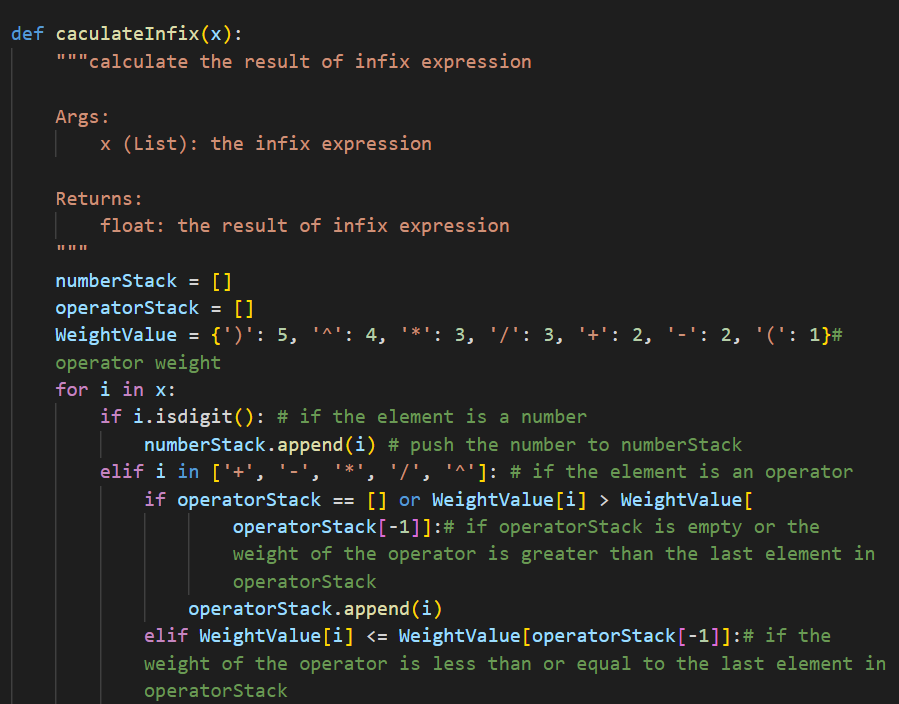 def caculateInfix(x):
"""calculate the result of infix expression
Args:
x (List): the infix expression
Returns:
float: the result of infix expression
"""
numberStack = []
operatorStack = []
WeightValue = {')': 5, '^': 4, '*': 3, '/': 3, '+': 2, '-': 2, '(': 1}#
operator weight
for i in x:
if i.isdigit(): # if the element is a number
numberStack.append(i) # push the number to numberStack
elif i in ['+', '-', '*', '/', '^']: # if the element is an operator
if operatorStack == [] or WeightValue[i] > WeightValue[
operatorStack[-1]]:# if operatorStack is empty or the
weight of the operator is greater than the last element in
operatorStack
operatorStack.append(i)
elif WeightValue[i] <= WeightValue[operatorStack[-1]]:# if the
weight of the operator is less than or equal to the last element in
operatorStack